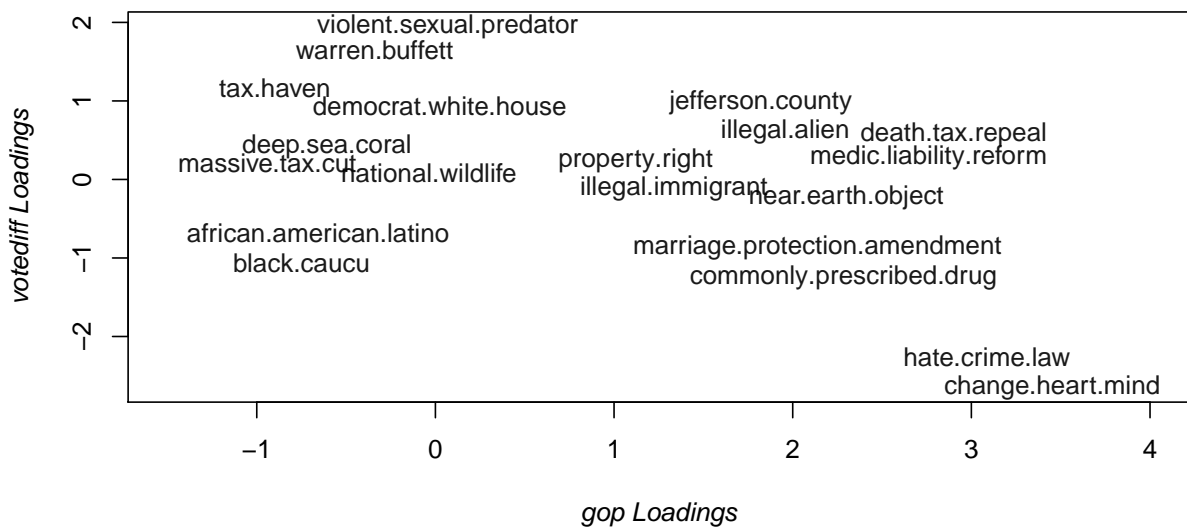 2
violent.sexual.predator
warren.buffett
tax.haven
jefferson.county
1
democrat.white.house
illegal.alien
death.tax.repeal
deep.sea.coral
medic.liability.reform
property.right
massive.tax.cut
national.wildlife
0
illegal.immigrant
near.earth.object
african.american.latino
marriage.protection.amendment
−1
black.caucu
commonly.prescribed.drug
−2
hate.crime.law
change.heart.mind
votediff Loadings
−1 0 1 2 3 4
gop Loadings